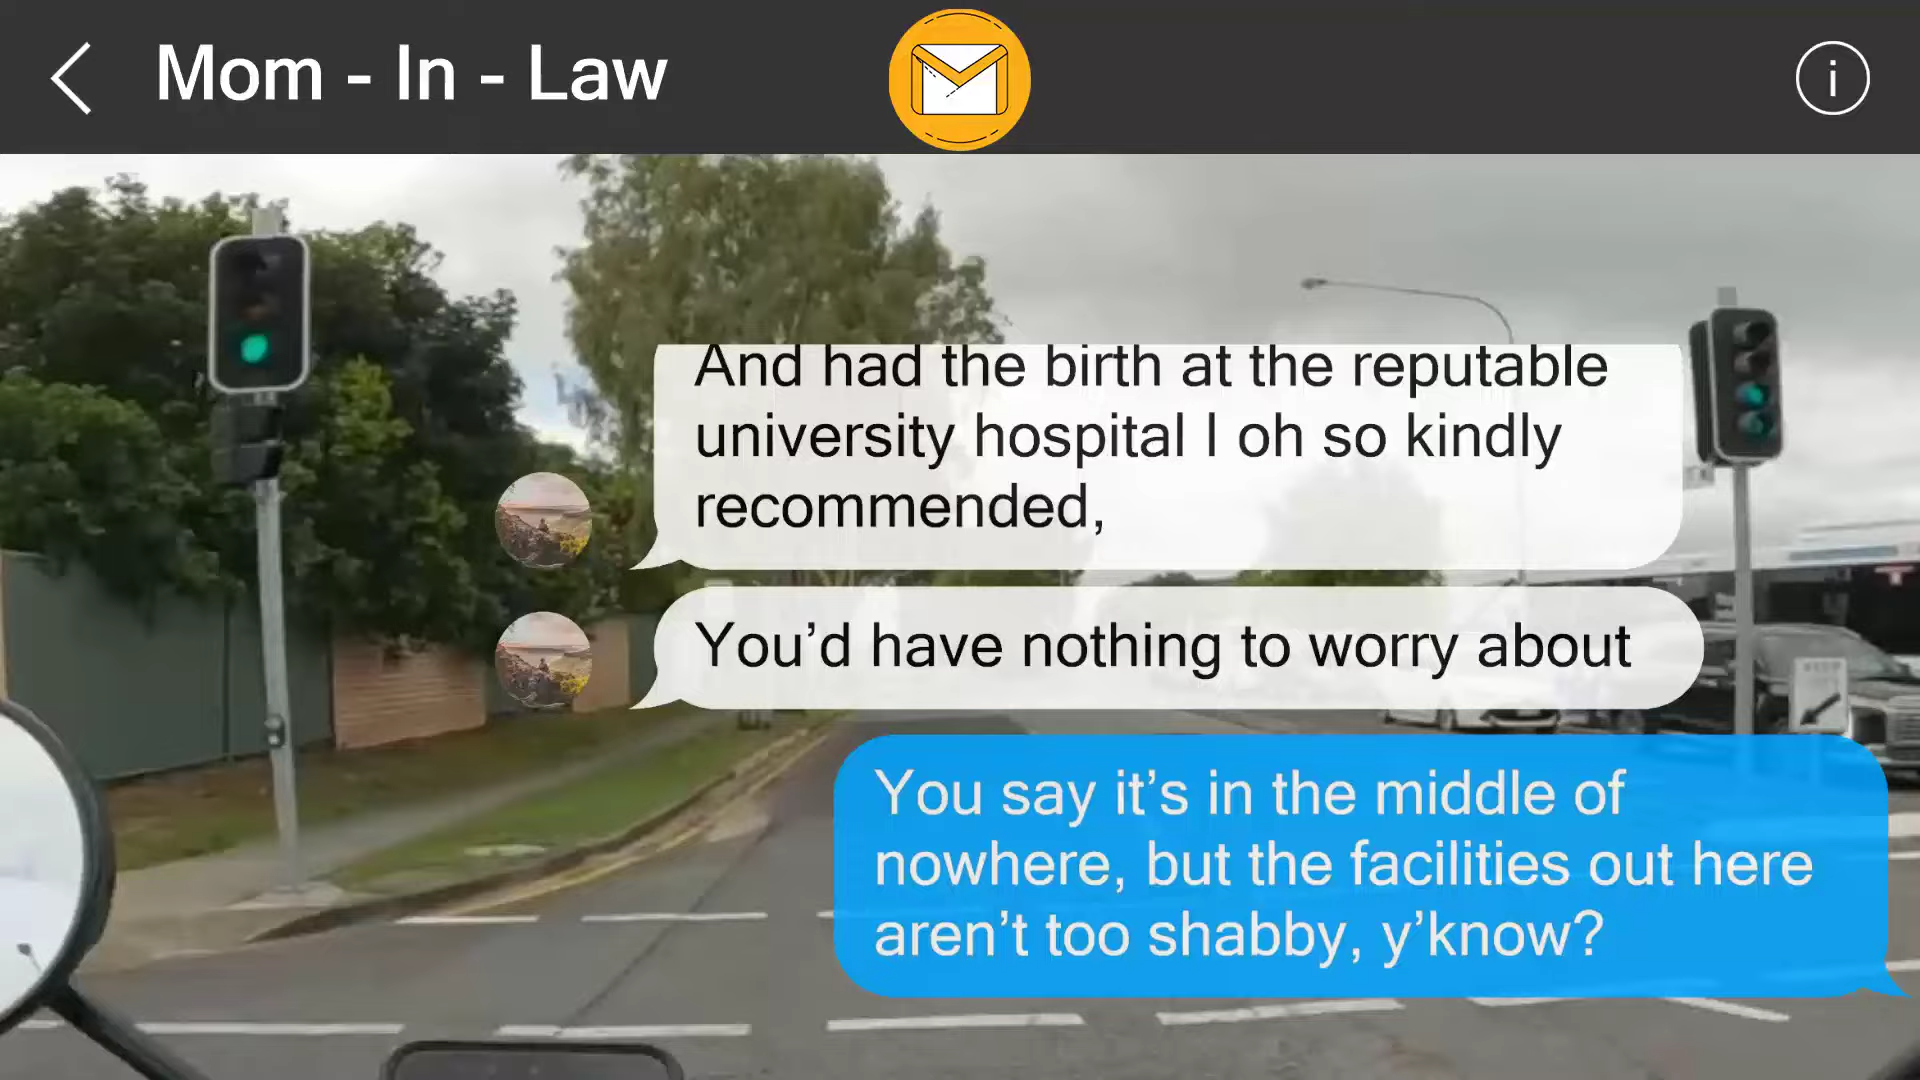 Mom - In - Law
And had the birth at the reputable
university hospital I oh so kindly
recommended,
You’d have nothing to worry about
You say it’s in the middle of
nowhere, but the facilities out here
aren’t too shabby, y’know?